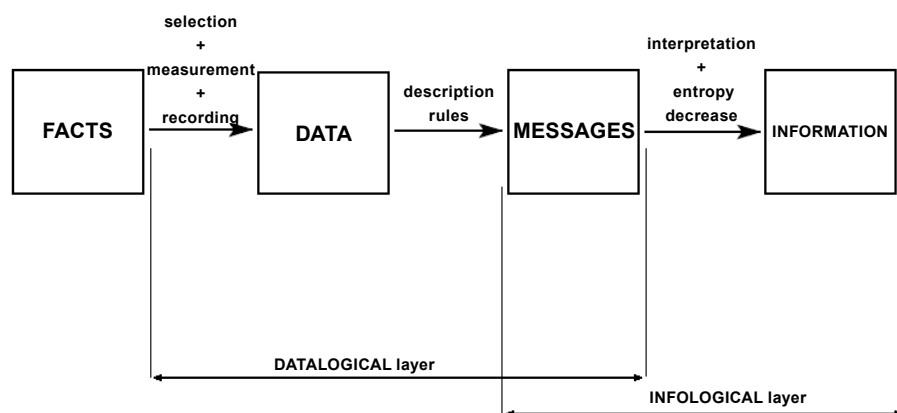 selection
+
measurement
+
recording
interpretation
+
entropy
decrease
description
rules
FACTS
DATA
MESSAGES
INFORMATION
DATALOGICAL layer
INFOLOGICAL layer